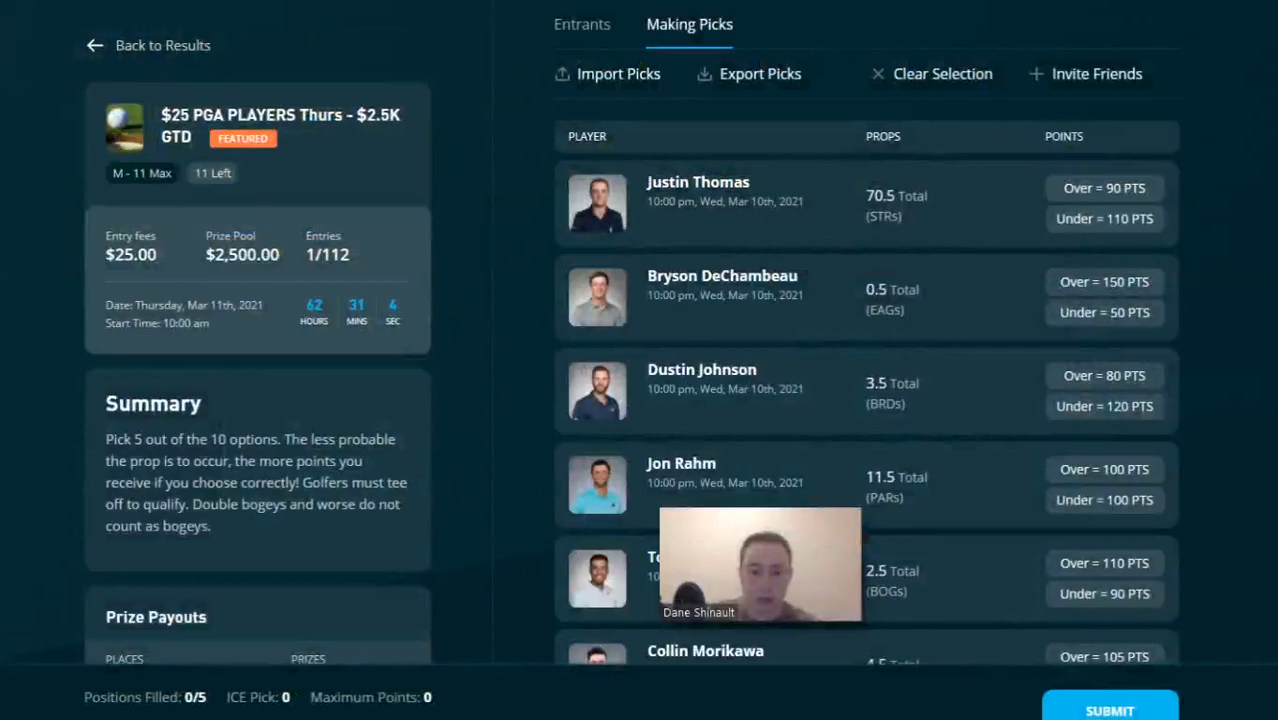 Back to Results
$25 PGA PLAYERS Thurs - $2.5K
GTD FEATURED
M - 11 Max 11 Left
Entry fees Prize Pool Entries
$25.00 $2,500.00 1/112
Date: Thursday, Mar 11th, 2021
Start Time: 10:00 am
62 31 4
HOURS MINS SEC
Summary
Pick 5 out of the 10 options. The less probable
the prop is to occur, the more points you
receive if you choose correctly! Golfers must tee
off to qualify. Double bogeys and worse do not
count as bogeys.
Prize Payouts
PLACES PRIZES
Entrants Making Picks
Import Picks Export Picks Clear Selection Invite Friends
PLAYER PROPS POINTS
Justin Thomas
10:00 pm, Wed, Mar 10th, 2021
70.5 Total
(STRs)
Over = 90 PTS
Under = 110 PTS
Bryson DeChambeau
10:00 pm, Wed, Mar 10th, 2021
0.5 Total
(EAGs)
Over = 150 PTS
Under = 50 PTS
Dustin Johnson
10:00 pm, Wed, Mar 10th, 2021
3.5 Total
(BRDs)
Over = 80 PTS
Under = 120 PTS
Jon Rahm
10:00 pm, Wed, Mar 10th, 2021
11.5 Total
(PARs)
Over = 100 PTS
Under = 100 PTS
2.5 Total
(BOGs)
Over = 110 PTS
Under = 90 PTS
Dane Shinault
Collin Morikawa
Over = 105 PTS
Positions Filled: 0/5 ICE Pick: 0 Maximum Points: 0
SUBMIT